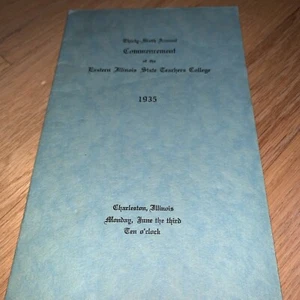 Thirty-Ninth Annual
Commencement
of the
Eastern Illinois State Teachers College
1935
Charleston, Illinois
Monday, June the third
Ten o'clock